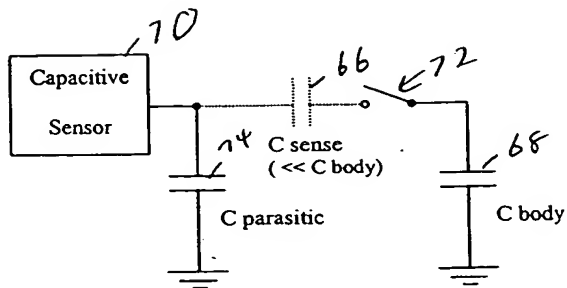 70
Capacitive
Sensor
66
72
74
C sense
( << C body)
68
C parasitic
C body